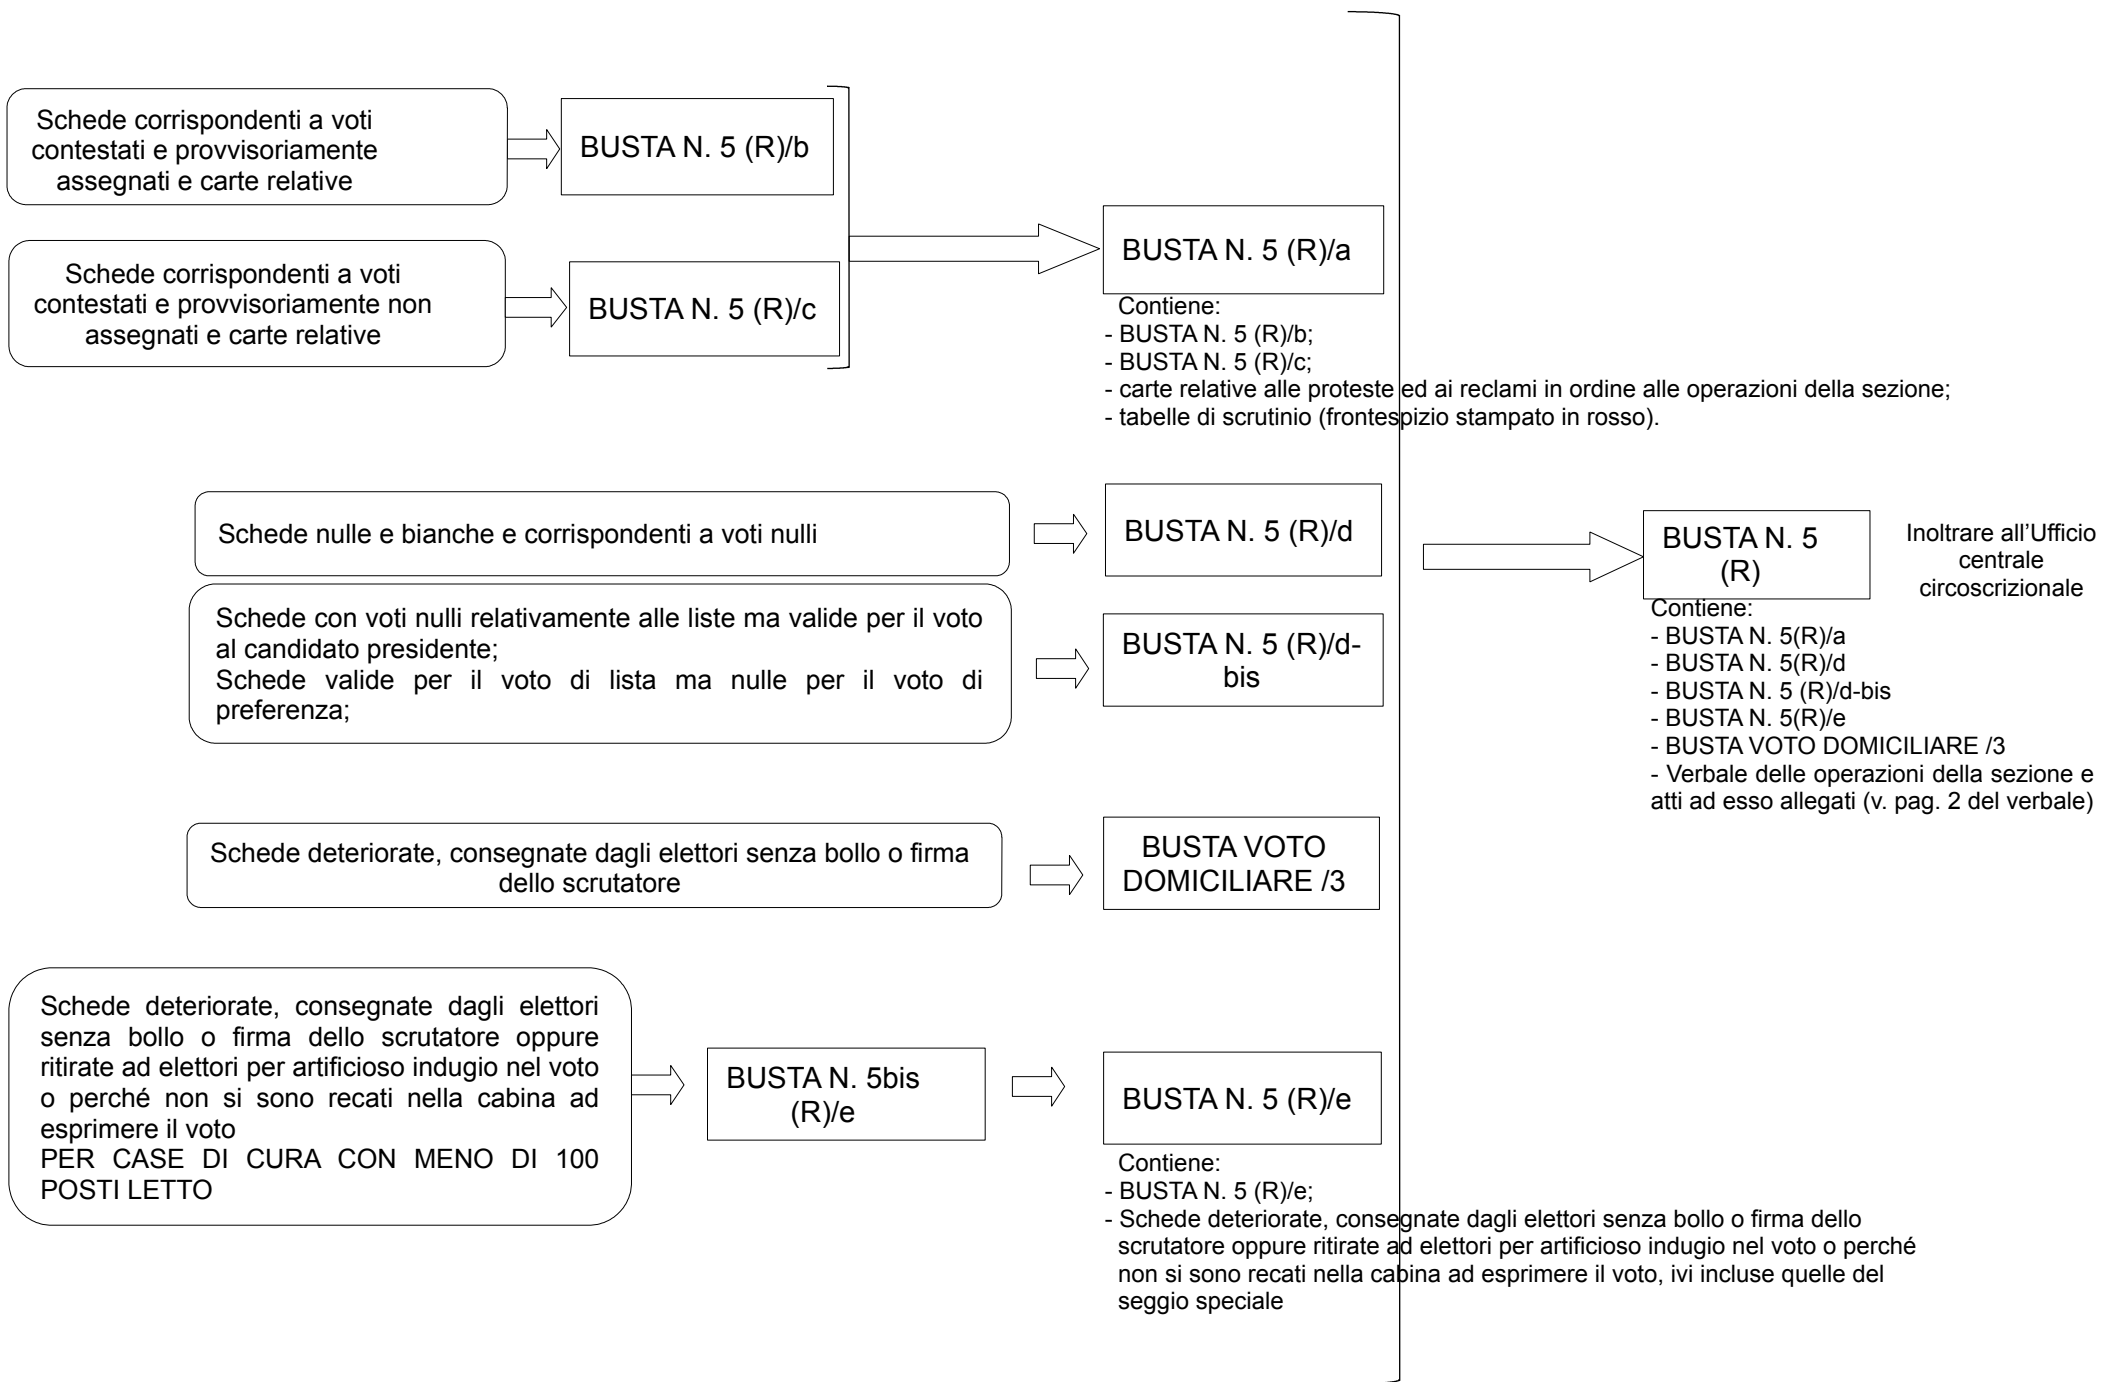 Schede corrispondenti a voti
contestati e provvisoriamente
assegnati e carte relative
BUSTA N. 5 (R)/b
Schede corrispondenti a voti
contestati e provvisoriamente non
assegnati e carte relative
BUSTA N. 5 (R)/c
BUSTA N. 5 (R)/a
Contiene:
- BUSTA N. 5 (R)/b;
- BUSTA N. 5 (R)/c;
- carte relative alle proteste ed ai reclami in ordine alle operazioni della sezione;
- tabelle di scrutinio (frontespizio stampato in rosso).
Schede nulle e bianche e corrispondenti a voti nulli
BUSTA N. 5 (R)/d
Schede con voti nulli relativamente alle liste ma valide per il voto
al candidato presidente;
Schede valide per il voto di lista ma nulle per il voto di
preferenza;
BUSTA N. 5 (R)/d-
bis
Schede deteriorate, consegnate dagli elettori senza bollo o firma
dello scrutatore
BUSTA VOTO
DOMICILIARE /3
Schede deteriorate, consegnate dagli elettori
senza bollo o firma dello scrutatore oppure
ritirate ad elettori per artificioso indugio nel voto
o perché non si sono recati nella cabina ad
esprimere il voto
PER CASE DI CURA CON MENO DI 100
POSTI LETTO
BUSTA N. 5bis
(R)/e
BUSTA N. 5 (R)/e
Contiene:
- BUSTA N. 5 (R)/e;
- Schede deteriorate, consegnate dagli elettori senza bollo o firma dello
scrutatore oppure ritirate ad elettori per artificioso indugio nel voto o perché
non si sono recati nella cabina ad esprimere il voto, ivi incluse quelle del
seggio speciale
BUSTA N. 5
(R)
Contiene:
- BUSTA N. 5(R)/a
- BUSTA N. 5(R)/d
- BUSTA N. 5 (R)/d-bis
- BUSTA N. 5(R)/e
- BUSTA VOTO DOMICILIARE /3
- Verbale delle operazioni della sezione e
atti ad esso allegati (v. pag. 2 del verbale)
Inoltrare all’Ufficio
centrale
circoscrizionale